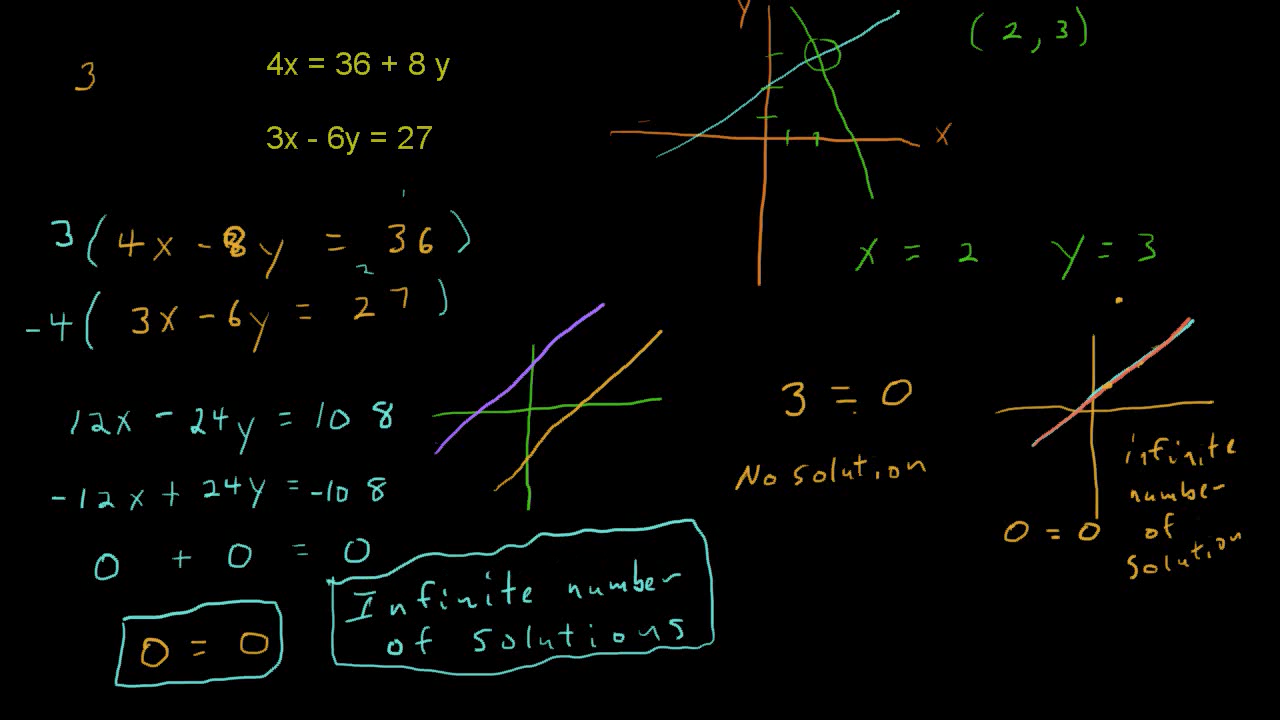 3
4x = 36 + 8 y
3x - 6y = 27
3 ( 4x - 8y = 36 )
2
-4 ( 3x - 6y = 27 )
12x - 24y = 108
-12x + 24y = -108
0 + 0 = 0
0 = 0
Infinite number
of solutions
y
x
( 2 , 3 )
x = 2 y = 3
3 = 0
No solution
infinite
number
of
solution
0 = 0